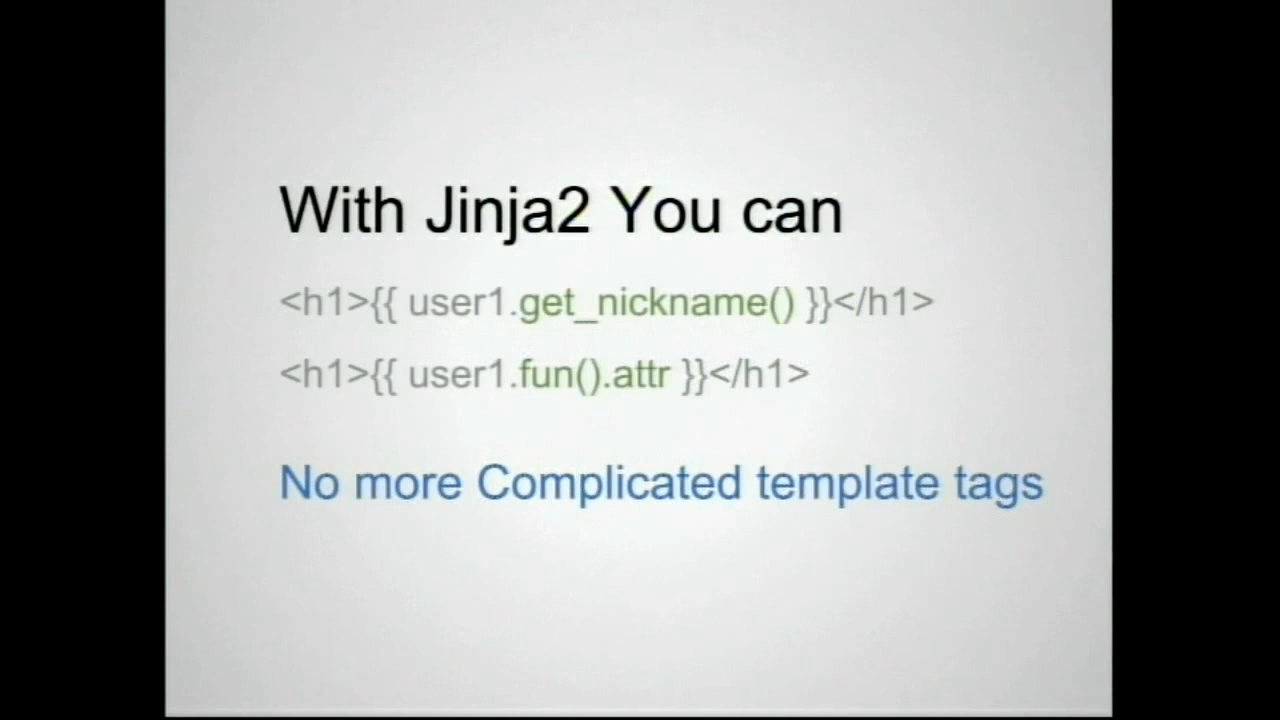 With Jinja2 You can
<h1>{{ user1.get_nickname() }}</h1>
<h1>{{ user1.fun().attr }}</h1>
No more Complicated template tags